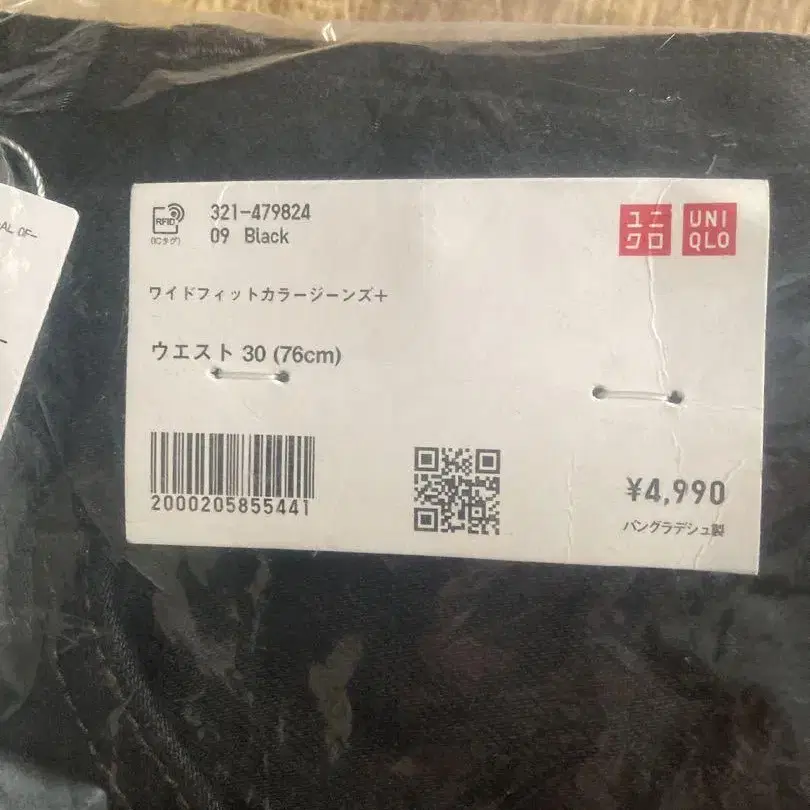 AL OF-
RFID
(ICタグ)
321-479824
09 Black
ユニ
クロ
UNI
QLO
ワイドフィットカラージーンズ+
ウエスト 30 (76cm)
2000205855441
¥4,990
バングラデシュ製